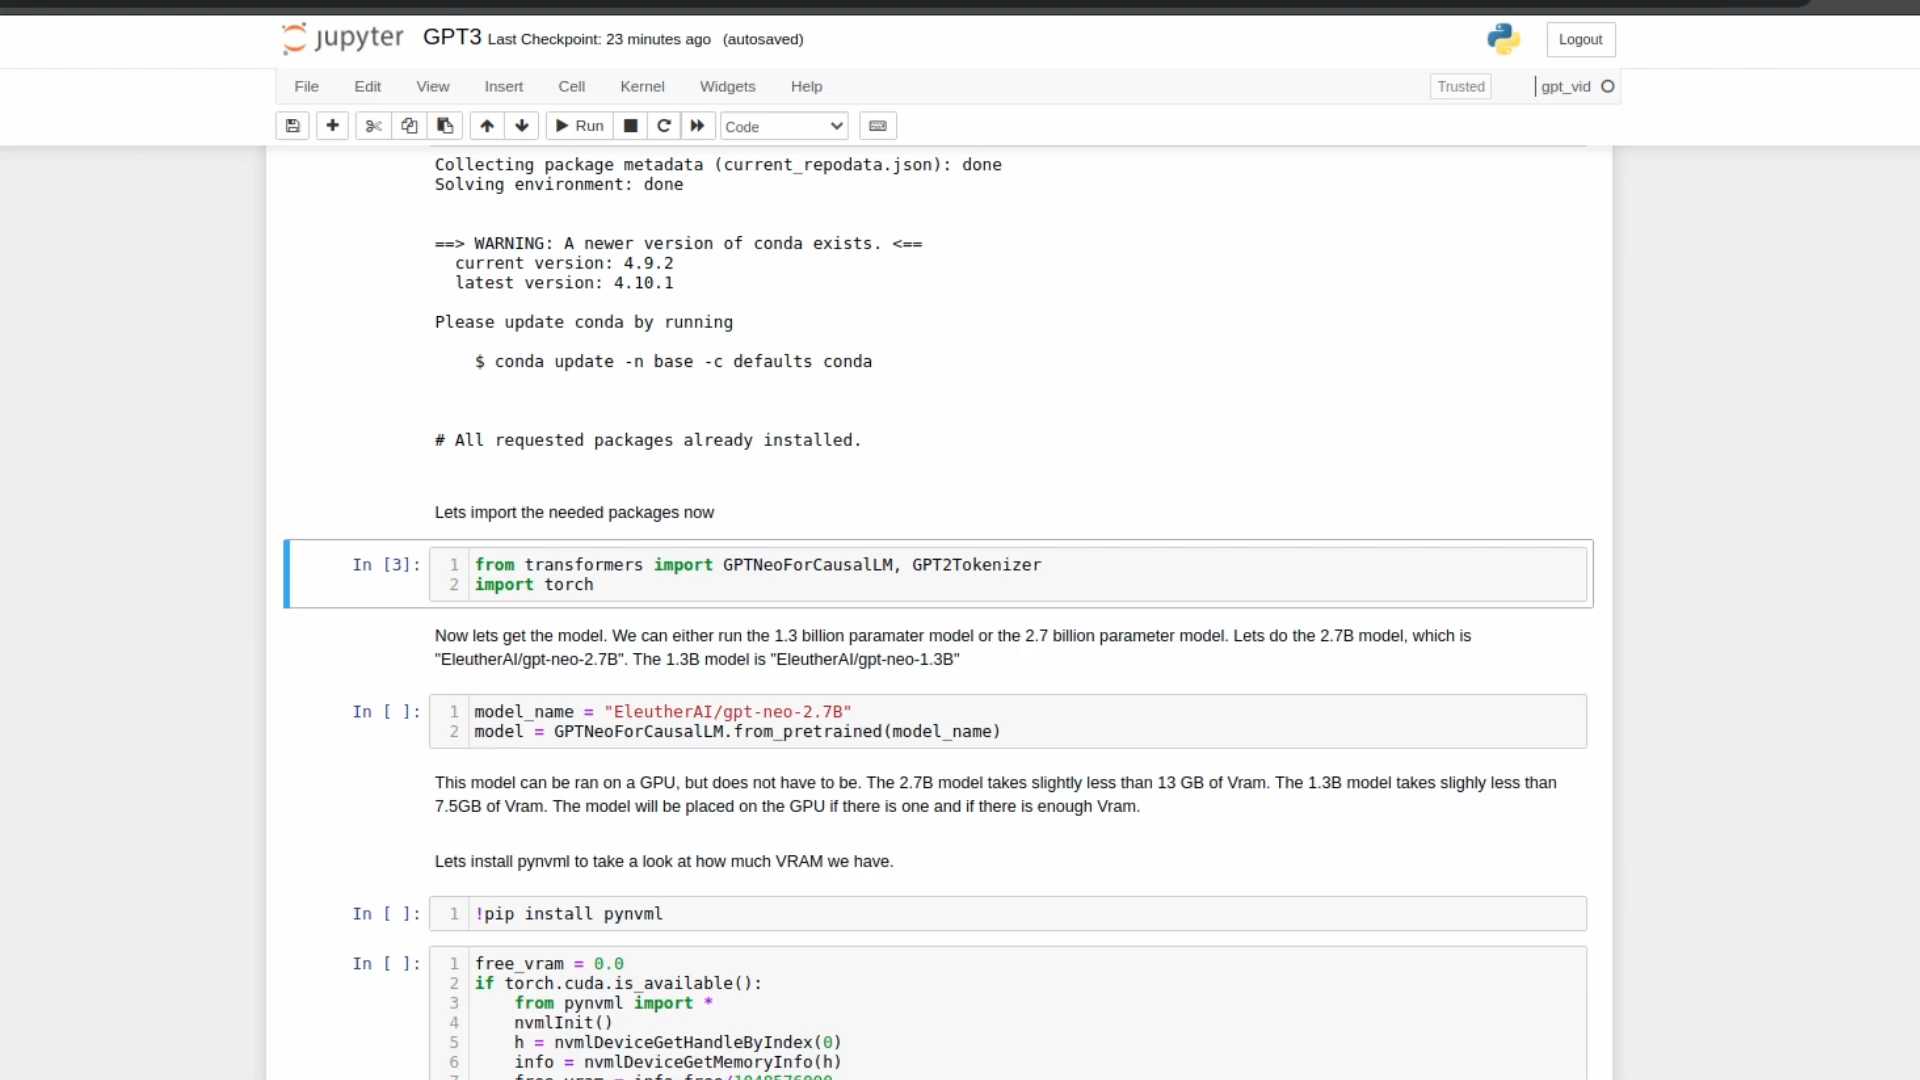 jupyter GPT3 Last Checkpoint: 23 minutes ago (autosaved) Logout
File Edit View Insert Cell Kernel Widgets Help Trusted gpt_vid
Run Code
Collecting package metadata (current_repodata.json): done
Solving environment: done
==> WARNING: A newer version of conda exists. <==
current version: 4.9.2
latest version: 4.10.1
Please update conda by running
$ conda update -n base -c defaults conda
# All requested packages already installed.
Lets import the needed packages now
In [3]: 1 from transformers import GPTNeoForCausalLM, GPT2Tokenizer
2 import torch
Now lets get the model. We can either run the 1.3 billion paramater model or the 2.7 billion parameter model. Lets do the 2.7B model, which is
"EleutherAI/gpt-neo-2.7B". The 1.3B model is "EleutherAI/gpt-neo-1.3B"
In [ ]: 1 model_name = "EleutherAI/gpt-neo-2.7B"
2 model = GPTNeoForCausalLM.from_pretrained(model_name)
This model can be ran on a GPU, but does not have to be. The 2.7B model takes slightly less than 13 GB of Vram. The 1.3B model takes slighly less than
7.5GB of Vram. The model will be placed on the GPU if there is one and if there is enough Vram.
Lets install pynvml to take a look at how much VRAM we have.
In [ ]: 1 !pip install pynvml
In [ ]: 1 free_vram = 0.0
2 if torch.cuda.is_available():
3 from pynvml import *
4 nvmlInit()
5 h = nvmlDeviceGetHandleByIndex(0)
6 info = nvmlDeviceGetMemoryInfo(h)
7 free_vram = info.free/1048576000